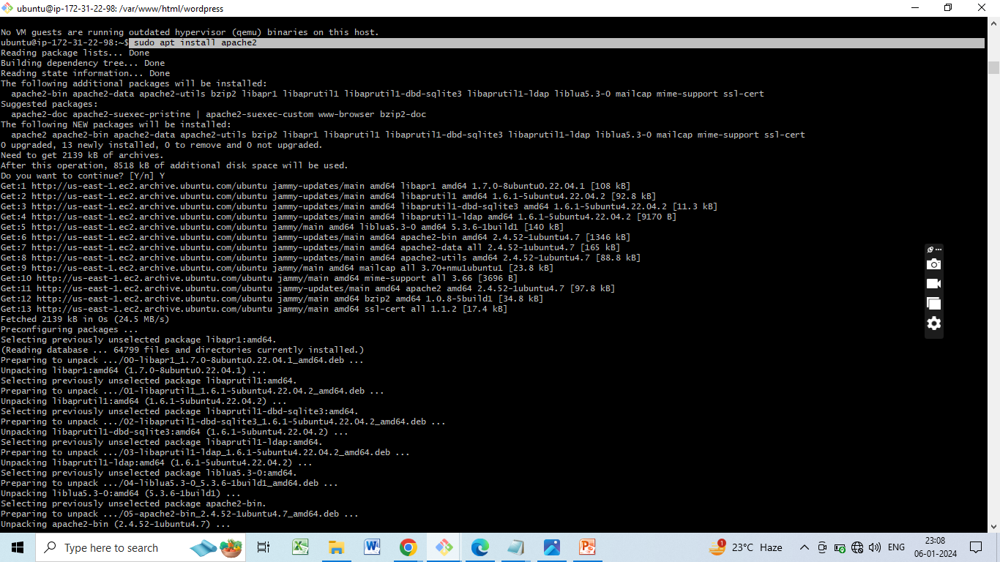 ubuntu@ip-172-31-22-98: /var/www/html/wordpress
No VM guests are running outdated hypervisor (qemu) binaries on this host.
ubuntu@ip-172-31-22-98:~$ sudo apt install apache2
Reading package lists... Done
Building dependency tree... Done
Reading state information... Done
The following additional packages will be installed:
  apache2-bin apache2-data apache2-utils bzip2 libapr1 libaprutil1 libaprutil1-dbd-sqlite3 libaprutil1-ldap liblua5.3-0 mailcap mime-support ssl-cert
Suggested packages:
  apache2-doc apache2-suexec-pristine | apache2-suexec-custom www-browser bzip2-doc
The following NEW packages will be installed:
  apache2 apache2-bin apache2-data apache2-utils bzip2 libapr1 libaprutil1 libaprutil1-dbd-sqlite3 libaprutil1-ldap liblua5.3-0 mailcap mime-support ssl-cert
0 upgraded, 13 newly installed, 0 to remove and 0 not upgraded.
Need to get 2139 kB of archives.
After this operation, 8518 kB of additional disk space will be used.
Do you want to continue? [Y/n] Y
Get:1 http://us-east-1.ec2.archive.ubuntu.com/ubuntu jammy-updates/main amd64 libapr1 amd64 1.7.0-8ubuntu0.22.04.1 [108 kB]
Get:2 http://us-east-1.ec2.archive.ubuntu.com/ubuntu jammy-updates/main amd64 libaprutil1 amd64 1.6.1-5ubuntu4.22.04.2 [92.8 kB]
Get:3 http://us-east-1.ec2.archive.ubuntu.com/ubuntu jammy-updates/main amd64 libaprutil1-dbd-sqlite3 amd64 1.6.1-5ubuntu4.22.04.2 [11.3 kB]
Get:4 http://us-east-1.ec2.archive.ubuntu.com/ubuntu jammy-updates/main amd64 libaprutil1-ldap amd64 1.6.1-5ubuntu4.22.04.2 [9170 B]
Get:5 http://us-east-1.ec2.archive.ubuntu.com/ubuntu jammy/main amd64 liblua5.3-0 amd64 5.3.6-1build1 [140 kB]
Get:6 http://us-east-1.ec2.archive.ubuntu.com/ubuntu jammy-updates/main amd64 apache2-bin amd64 2.4.52-1ubuntu4.7 [1346 kB]
Get:7 http://us-east-1.ec2.archive.ubuntu.com/ubuntu jammy-updates/main amd64 apache2-data all 2.4.52-1ubuntu4.7 [165 kB]
Get:8 http://us-east-1.ec2.archive.ubuntu.com/ubuntu jammy-updates/main amd64 apache2-utils amd64 2.4.52-1ubuntu4.7 [88.8 kB]
Get:9 http://us-east-1.ec2.archive.ubuntu.com/ubuntu jammy/main amd64 mailcap all 3.70+nmu1ubuntu1 [23.8 kB]
Get:10 http://us-east-1.ec2.archive.ubuntu.com/ubuntu jammy/main amd64 mime-support all 3.66 [3696 B]
Get:11 http://us-east-1.ec2.archive.ubuntu.com/ubuntu jammy-updates/main amd64 apache2 amd64 2.4.52-1ubuntu4.7 [97.8 kB]
Get:12 http://us-east-1.ec2.archive.ubuntu.com/ubuntu jammy/main amd64 bzip2 amd64 1.0.8-5build1 [34.8 kB]
Get:13 http://us-east-1.ec2.archive.ubuntu.com/ubuntu jammy/main amd64 ssl-cert all 1.1.2 [17.4 kB]
Fetched 2139 kB in 0s (24.5 MB/s)
Preconfiguring packages ...
Selecting previously unselected package libapr1:amd64.
(Reading database ... 64799 files and directories currently installed.)
Preparing to unpack .../00-libapr1_1.7.0-8ubuntu0.22.04.1_amd64.deb ...
Unpacking libapr1:amd64 (1.7.0-8ubuntu0.22.04.1) ...
Selecting previously unselected package libaprutil1:amd64.
Preparing to unpack .../01-libaprutil1_1.6.1-5ubuntu4.22.04.2_amd64.deb ...
Unpacking libaprutil1:amd64 (1.6.1-5ubuntu4.22.04.2) ...
Selecting previously unselected package libaprutil1-dbd-sqlite3:amd64.
Preparing to unpack .../02-libaprutil1-dbd-sqlite3_1.6.1-5ubuntu4.22.04.2_amd64.deb ...
Unpacking libaprutil1-dbd-sqlite3:amd64 (1.6.1-5ubuntu4.22.04.2) ...
Selecting previously unselected package libaprutil1-ldap:amd64.
Preparing to unpack .../03-libaprutil1-ldap_1.6.1-5ubuntu4.22.04.2_amd64.deb ...
Unpacking libaprutil1-ldap:amd64 (1.6.1-5ubuntu4.22.04.2) ...
Selecting previously unselected package liblua5.3-0:amd64.
Preparing to unpack .../04-liblua5.3-0_5.3.6-1build1_amd64.deb ...
Unpacking liblua5.3-0:amd64 (5.3.6-1build1) ...
Selecting previously unselected package apache2-bin.
Preparing to unpack .../05-apache2-bin_2.4.52-1ubuntu4.7_amd64.deb ...
Unpacking apache2-bin (2.4.52-1ubuntu4.7) ...
Type here to search
1
23°C Haze
ENG
23:08
06-01-2024